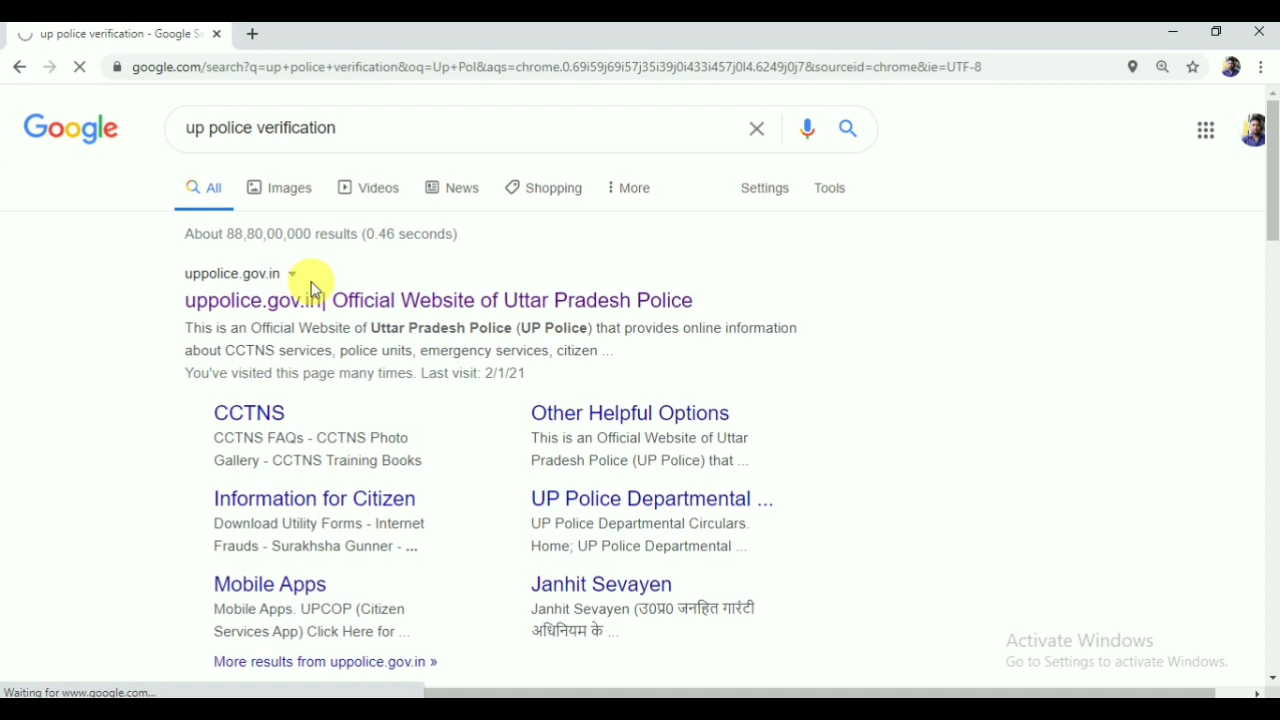 up police verification - Google Se
google.com/search?q=up+police+verification&oq=Up+Pol&aqs=chrome.0.69i59j69i57j35i39j0i433i457j0l4.6249j0j7&sourceid=chrome&ie=UTF-8
Google
up police verification
All Images Videos News Shopping More Settings Tools
About 88,80,00,000 results (0.46 seconds)
uppolice.gov.in
uppolice.gov.in| Official Website of Uttar Pradesh Police
This is an Official Website of Uttar Pradesh Police (UP Police) that provides online information
about CCTNS services, police units, emergency services, citizen ...
You've visited this page many times. Last visit: 2/1/21
CCTNS
CCTNS FAQs - CCTNS Photo
Gallery - CCTNS Training Books
Other Helpful Options
This is an Official Website of Uttar
Pradesh Police (UP Police) that ...
Information for Citizen
Download Utility Forms - Internet
Frauds - Surakhsha Gunner - ...
UP Police Departmental ...
UP Police Departmental Circulars.
Home; UP Police Departmental ...
Mobile Apps
Mobile Apps. UPCOP (Citizen
Services App) Click Here for ...
Janhit Sevayen
Janhit Sevayen (उ0प्र0 जनहित गारंटी
अधिनियम के ...
More results from uppolice.gov.in »
Activate Windows
Go to Settings to activate Windows.
Waiting for www.google.com...